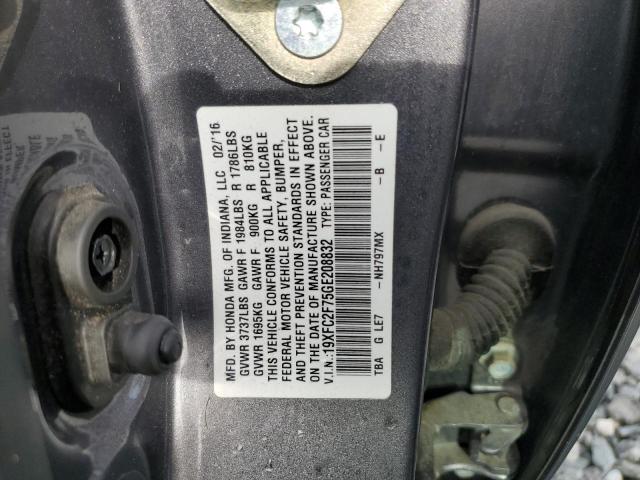 MFD. BY HONDA MFG. OF INDIANA, LLC 02/'16
GVWR 3737LBS GAWR F 1984LBS R 1786LBS
GVWR 1695KG GAWR F 900KG R 810KG
THIS VEHICLE CONFORMS TO ALL APPLICABLE
FEDERAL MOTOR VEHICLE SAFETY, BUMPER,
AND THEFT PREVENTION STANDARDS IN EFFECT
ON THE DATE OF MANUFACTURE SHOWN ABOVE.
V.I.N.:19XFC2F75GE208832 TYPE: PASSENGER CAR
TBA G LE7 –NH797MX –B –E